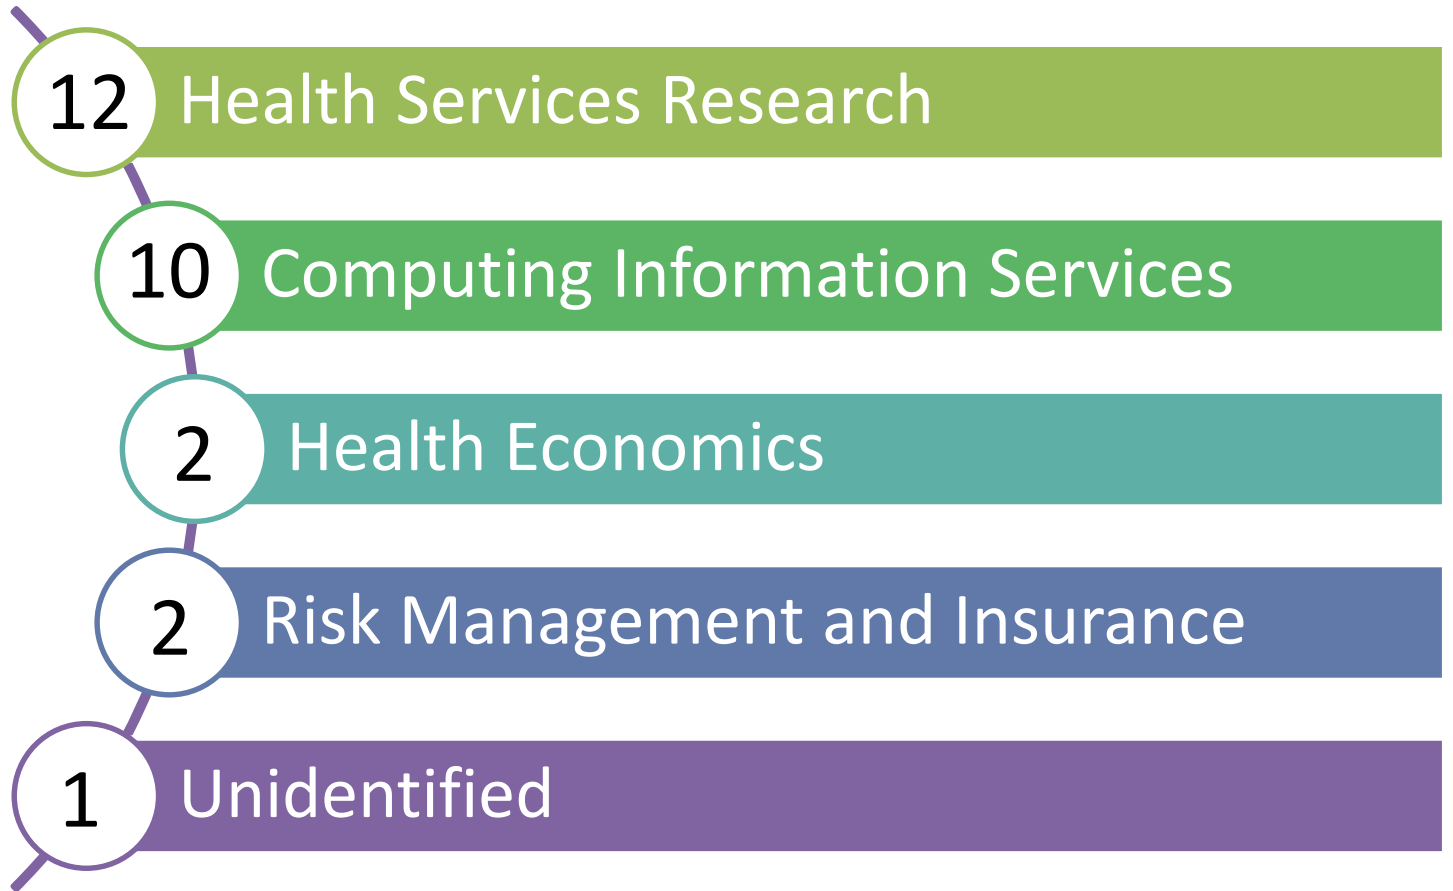 12 Health Services Research
10 Computing Information Services
2 Health Economics
2 Risk Management and Insurance
1 Unidentified